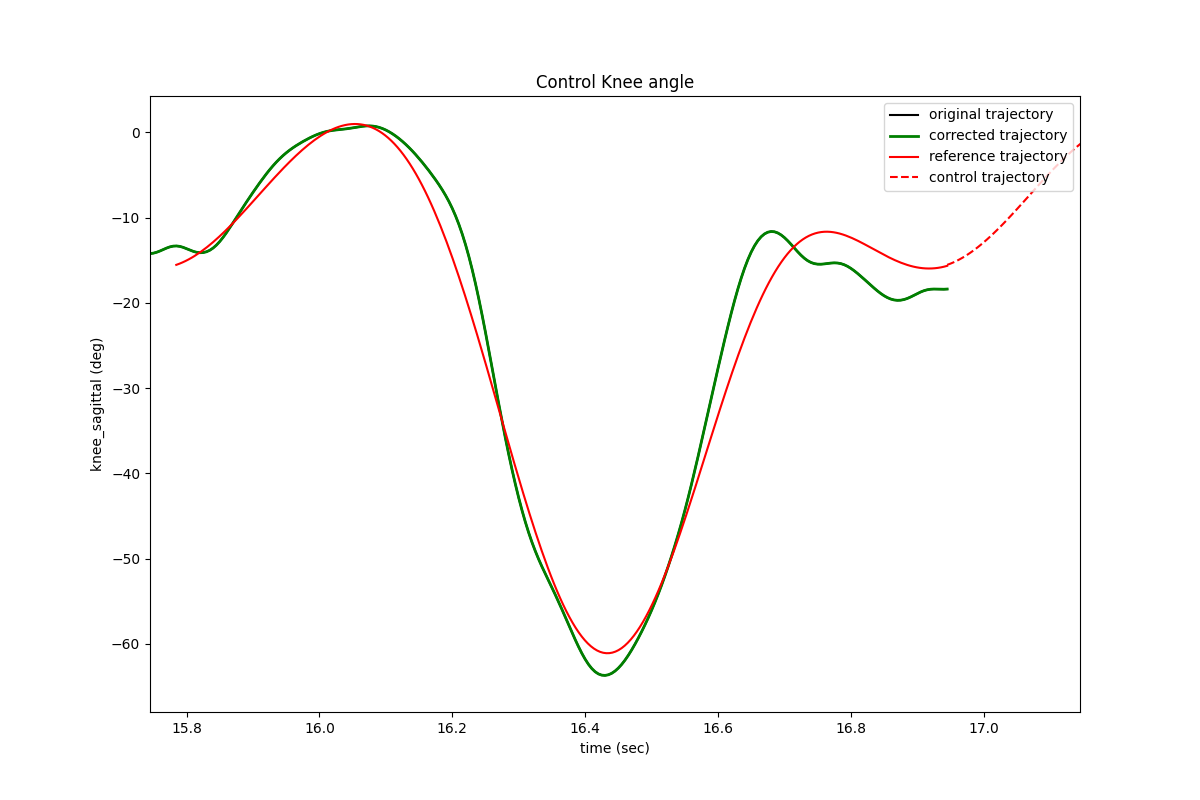 Control Knee angle
original trajectory
corrected trajectory
reference trajectory
control trajectory
0
−10
−20
−30
−40
−50
−60
knee_sagittal (deg)
15.8 16.0 16.2 16.4 16.6 16.8 17.0
time (sec)